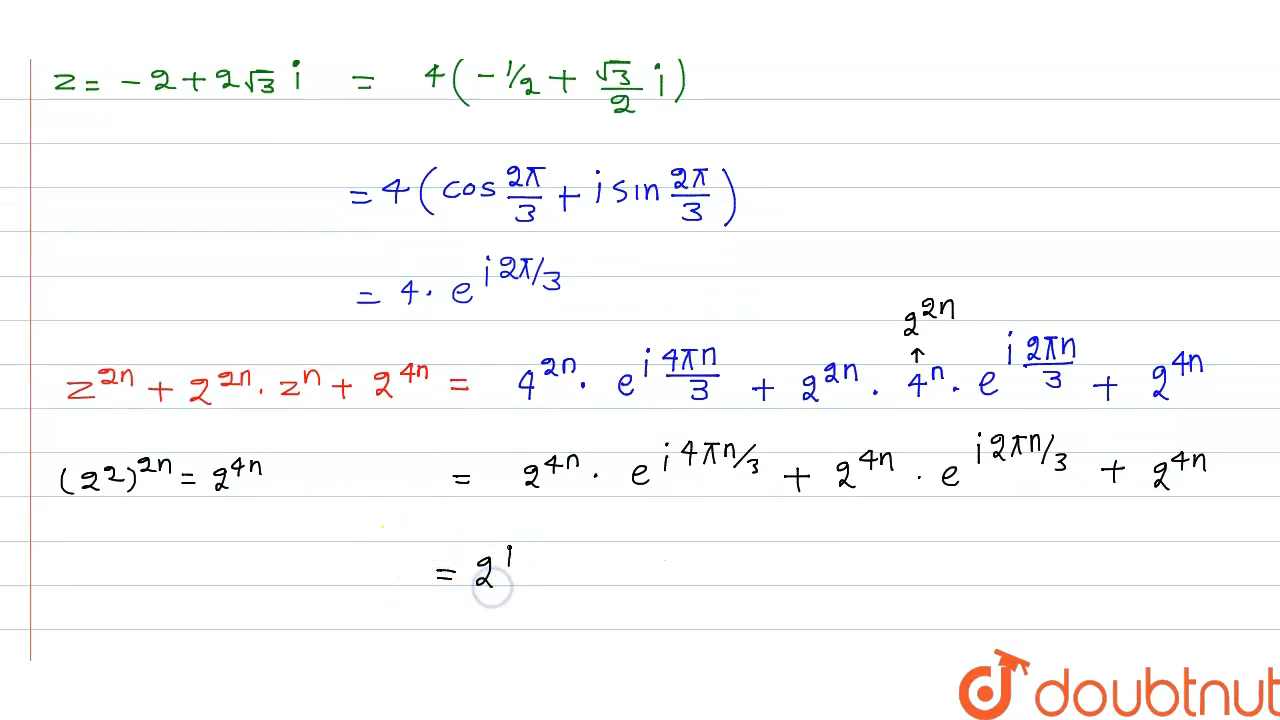 z = -2 + 2√3 i = 4(-1/2 + √3/2 i)
= 4(cos 2π/3 + i sin 2π/3)
= 4 · e^(i2π/3)
2^(2n)
↑
z^(2n) + 2^(2n) · z^n + 2^(4n) = 4^(2n) · e^(i 4πn/3) + 2^(2n) · 4^n · e^(i 2πn/3) + 2^(4n)
(2^2)^(2n) = 2^(4n) = 2^(4n) · e^(i4πn/3) + 2^(4n) · e^(i2πn/3) + 2^(4n)
= 2^i
doubtnut